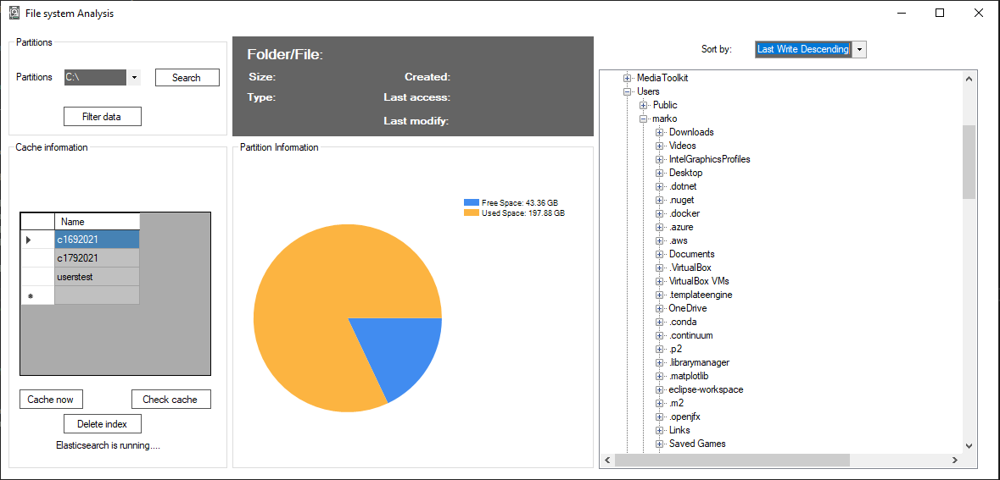 File system Analysis
Partitions
Partitions C:\ Search
Filter data
Folder/File:
Size: Created:
Type: Last access:
Last modify:
Sort by: Last Write Descending
Cache information
Name
c1692021
c1792021
userstest
Cache now Check cache
Delete index
Elasticsearch is running....
Partition Information
Free Space: 43.36 GB
Used Space: 197.88 GB
MediaToolkit
Users
Public
marko
Downloads
Videos
IntelGraphicsProfiles
Desktop
.dotnet
.nuget
.docker
.azure
.aws
Documents
.VirtualBox
VirtualBox VMs
.templateengine
OneDrive
.conda
.continuum
.p2
.librarymanager
.matplotlib
eclipse-workspace
.m2
.openjfx
Links
Saved Games